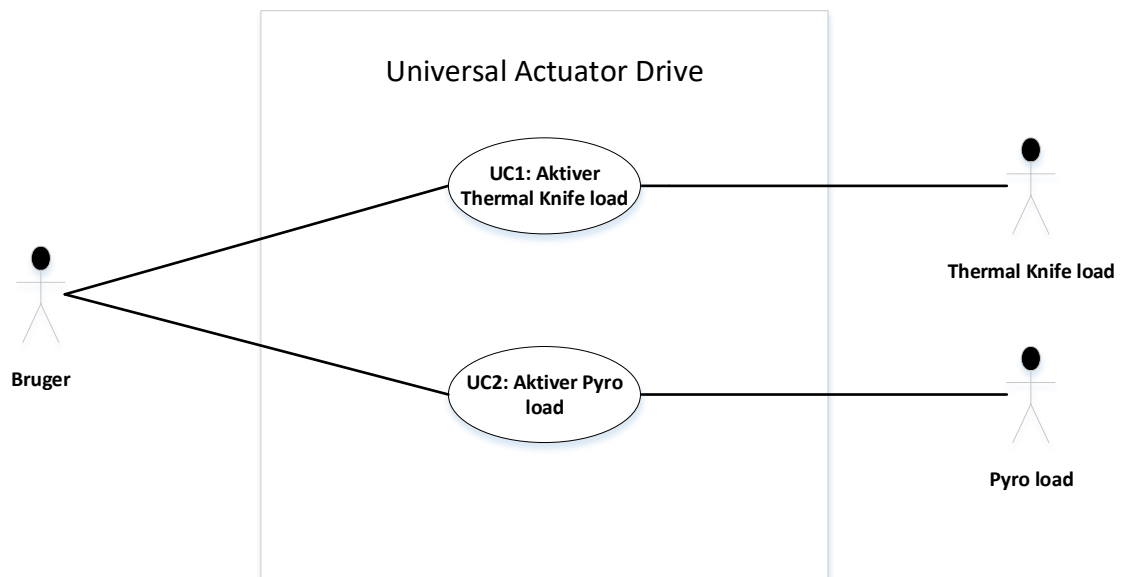 Universal Actuator Drive
UC1: Aktiver
Thermal Knife load
Thermal Knife load
Bruger
UC2: Aktiver Pyro
load
Pyro load